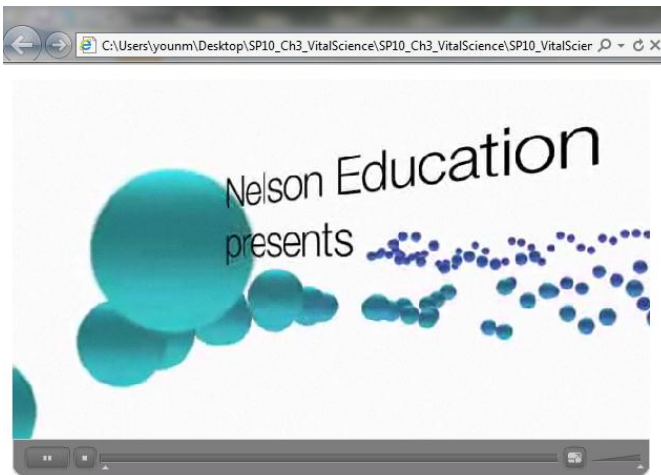 C:\Users\younm\Desktop\SP10_Ch3_VitalScience\SP10_Ch3_VitalScience\SP10_VitalScier
Nelson Education
presents